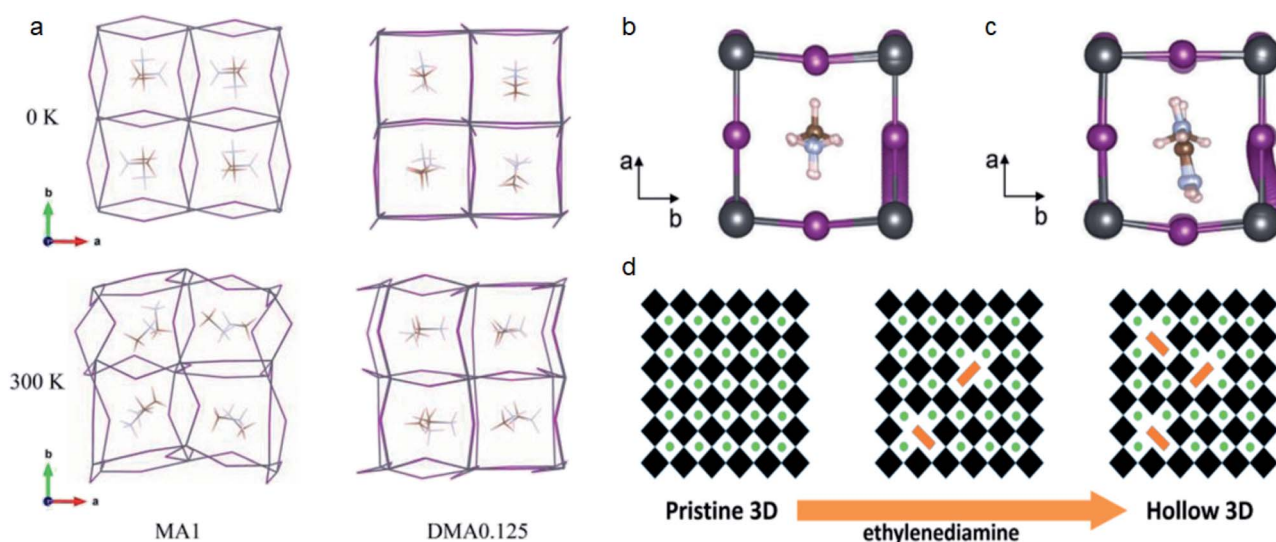 a
0 K
b
a
300 K
b
a
MA1
DMA0.125
b
a
b
c
a
b
d
Pristine 3D
ethylenediamine
Hollow 3D